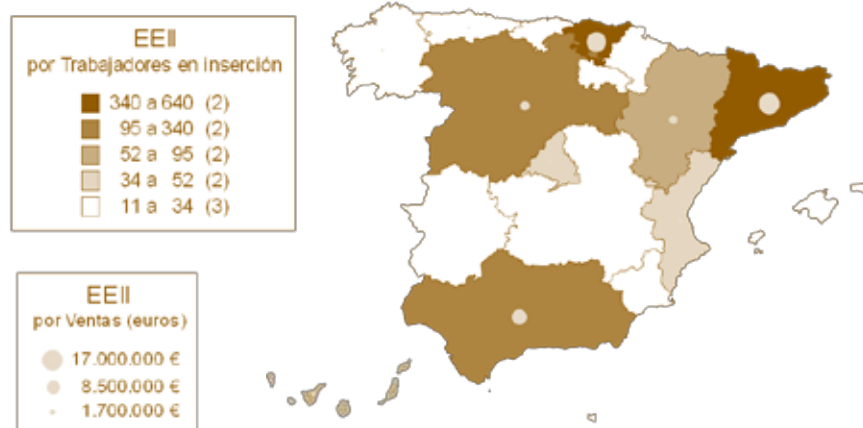 EEII
por Trabajadores en inserción
340 a 640 (2)
95 a 340 (2)
52 a 95 (2)
34 a 52 (2)
11 a 34 (3)
EEII
por Ventas (euros)
17.000.000 €
8.500.000 €
1.700.000 €